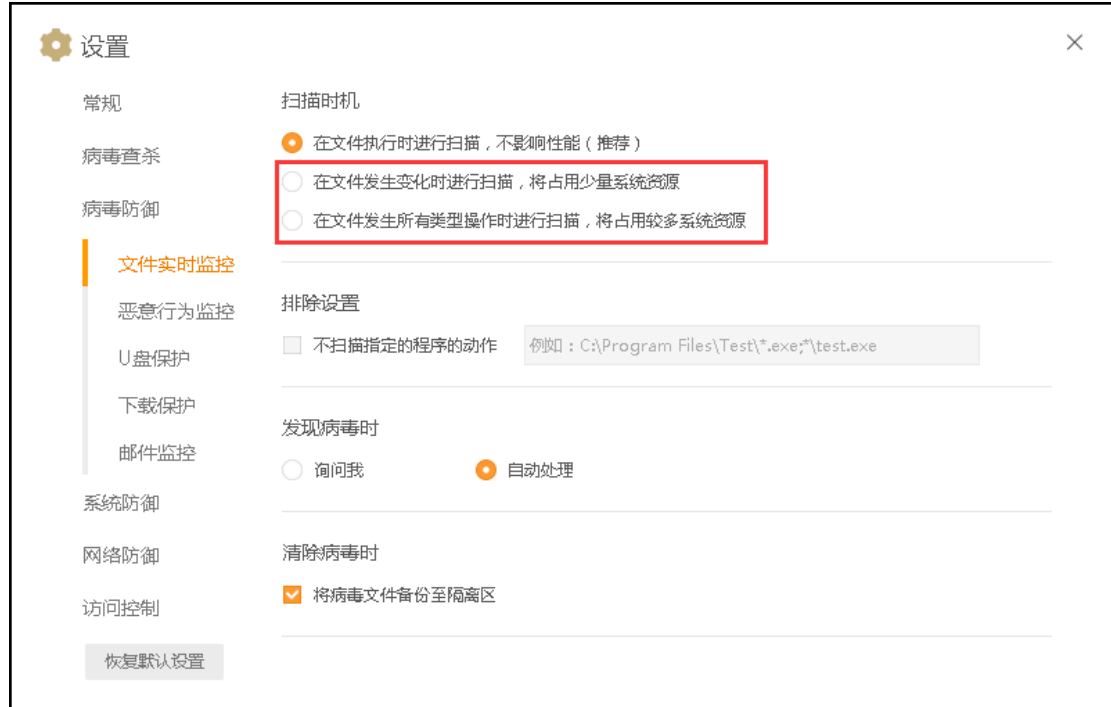 设置
常规
病毒查杀
病毒防御
文件实时监控
恶意行为监控
U盘保护
下载保护
邮件监控
系统防御
网络防御
访问控制
恢复默认设置
扫描时机
在文件执行时进行扫描，不影响性能（推荐）
在文件发生变化时进行扫描，将占用少量系统资源
在文件发生所有类型操作时进行扫描，将占用较多系统资源
排除设置
不扫描指定的程序的动作
例如：C:\Program Files\Test\*.exe;*\test.exe
发现病毒时
询问我 自动处理
清除病毒时
将病毒文件备份至隔离区